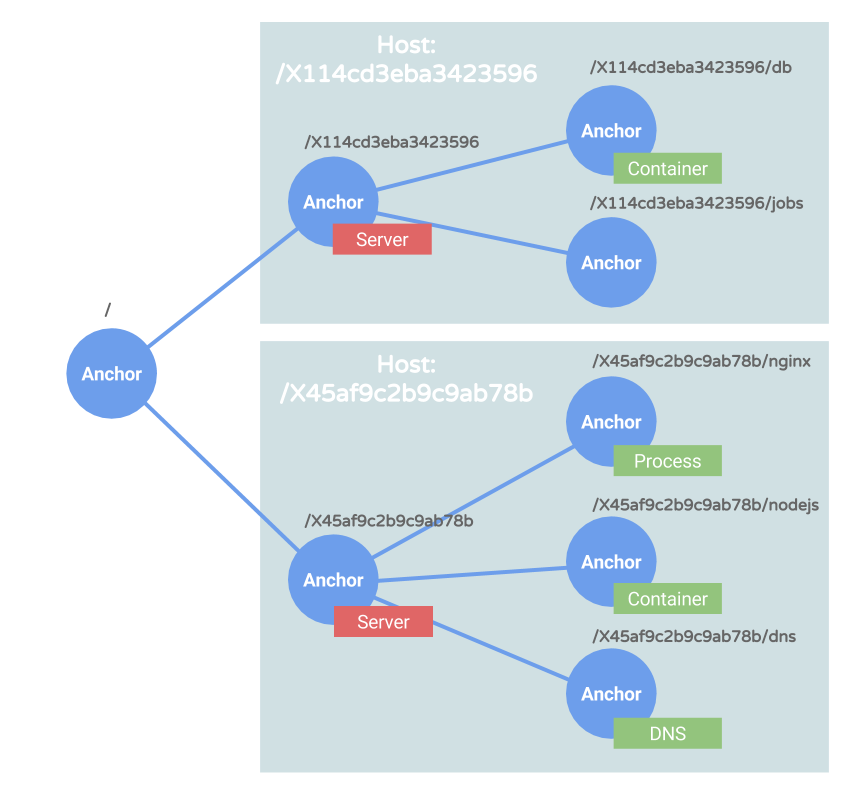 /
Anchor
Host:
/X114cd3eba3423596
/X114cd3eba3423596
Anchor
Server
/X114cd3eba3423596/db
Anchor
Container
/X114cd3eba3423596/jobs
Anchor
Host:
/X45af9c2b9c9ab78b
/X45af9c2b9c9ab78b
Anchor
Server
/X45af9c2b9c9ab78b/nginx
Anchor
Process
/X45af9c2b9c9ab78b/nodejs
Anchor
Container
/X45af9c2b9c9ab78b/dns
Anchor
DNS